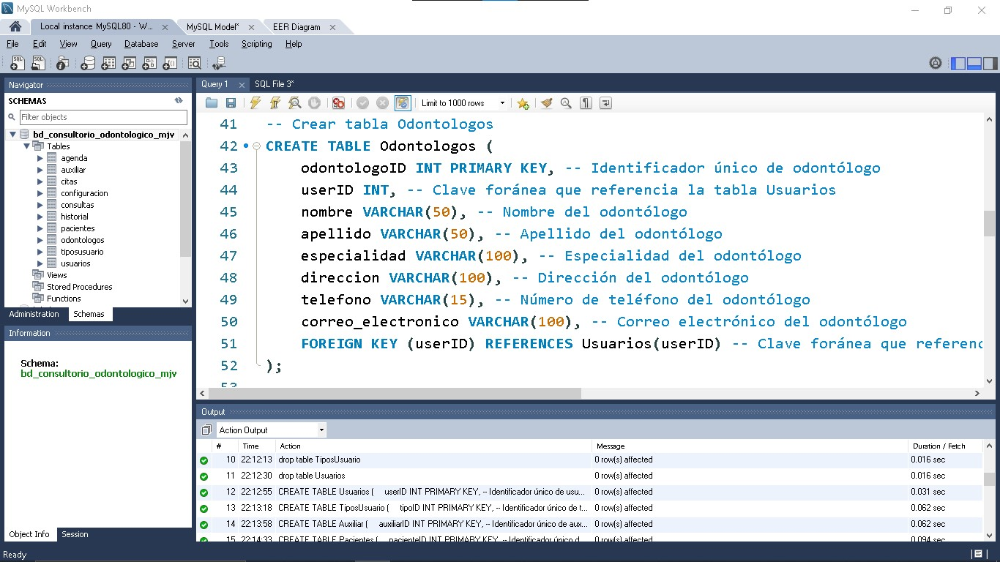 MySQL Workbench
Local instance MySQL80 - W... MySQL Model* EER Diagram
File Edit View Query Database Server Tools Scripting Help
Navigator
SCHEMAS
Filter objects
bd_consultorio_odontologico_mjv
Tables
agenda
auxiliar
citas
configuracion
consultas
historial
pacientes
odontologos
tiposusuario
usuarios
Views
Stored Procedures
Functions
Administration Schemas
Information
Schema:
bd_consultorio_odontologico_mjv
Object Info Session
Ready
Query 1 SQL File 3*
Limit to 1000 rows
41 -- Crear tabla Odontologos
42 CREATE TABLE Odontologos (
43 odontologoID INT PRIMARY KEY, -- Identificador único de odontólogo
44 userID INT, -- Clave foránea que referencia la tabla Usuarios
45 nombre VARCHAR(50), -- Nombre del odontólogo
46 apellido VARCHAR(50), -- Apellido del odontólogo
47 especialidad VARCHAR(100), -- Especialidad del odontólogo
48 direccion VARCHAR(100), -- Dirección del odontólogo
49 telefono VARCHAR(15), -- Número de teléfono del odontólogo
50 correo_electronico VARCHAR(100), -- Correo electrónico del odontólogo
51 FOREIGN KEY (userID) REFERENCES Usuarios(userID) -- Clave foránea que referenc
52 );
53
Output
Action Output
# Time Action Message Duration / Fetch
10 22:12:13 drop table TiposUsuario 0 row(s) affected 0.016 sec
11 22:12:30 drop table Usuarios 0 row(s) affected 0.016 sec
12 22:12:55 CREATE TABLE Usuarios ( userID INT PRIMARY KEY, -- Identificador único de usu... 0 row(s) affected 0.031 sec
13 22:13:18 CREATE TABLE TiposUsuario ( tipoID INT PRIMARY KEY, -- Identificador único de t... 0 row(s) affected 0.062 sec
14 22:13:58 CREATE TABLE Auxiliar ( auxiliarID INT PRIMARY KEY, -- Identificador único de aux... 0 row(s) affected 0.062 sec
15 22:14:33 CREATE TABLE Pacientes ( pacienteID INT PRIMARY KEY, -- Identificador único d... 0 row(s) affected 0.094 sec